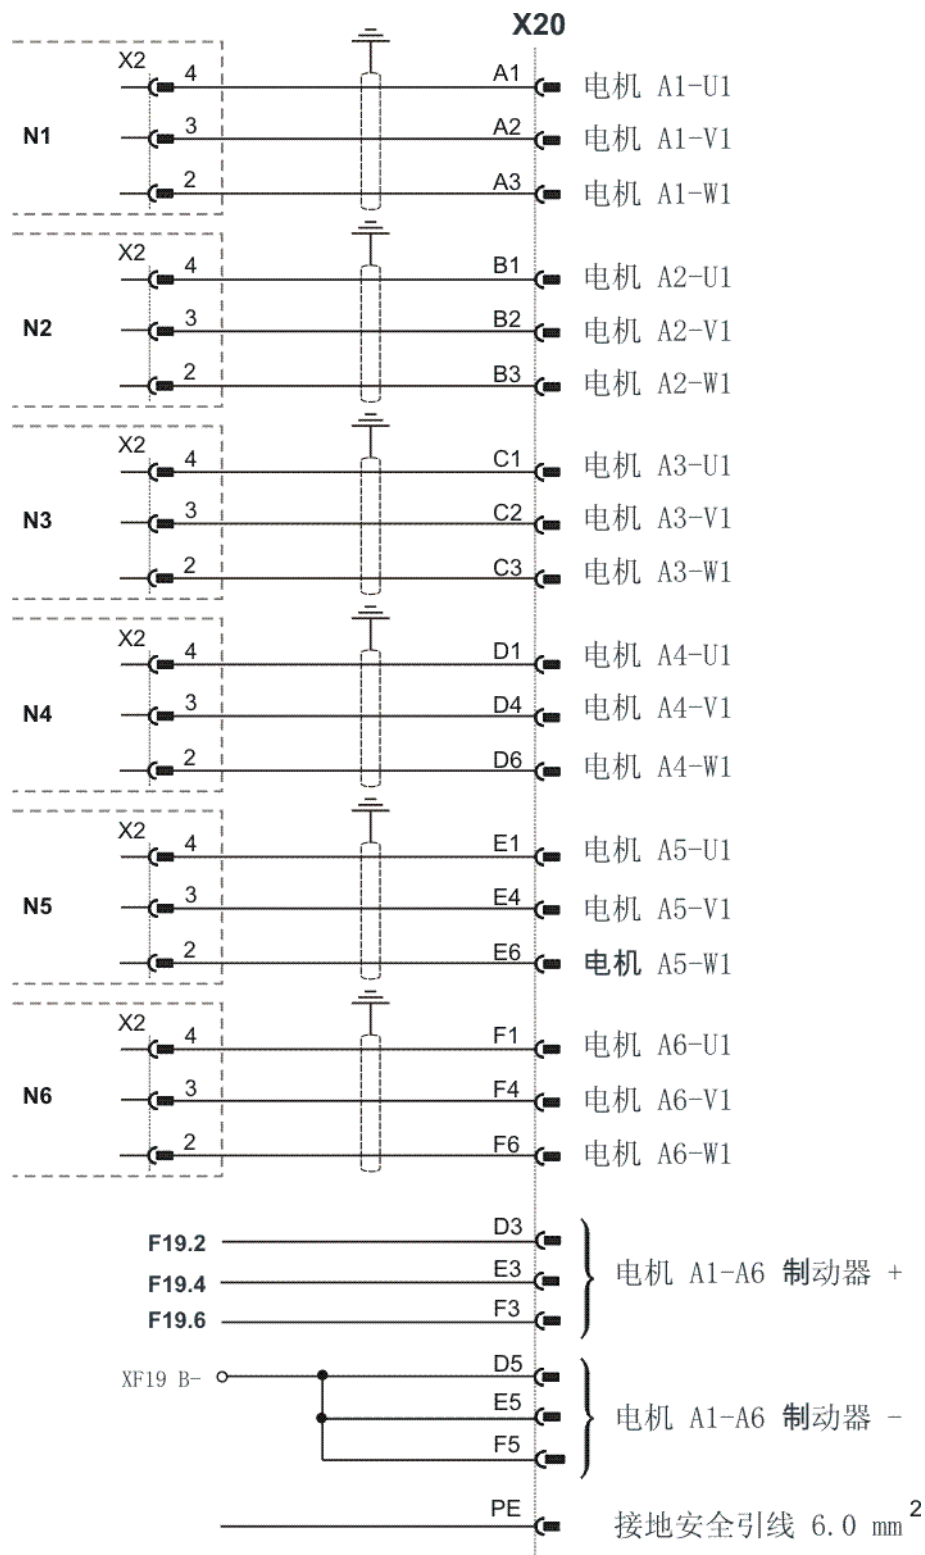 X20
X2 4 A1 电机 A1-U1
N1 3 A2 电机 A1-V1
2 A3 电机 A1-W1
X2 4 B1 电机 A2-U1
N2 3 B2 电机 A2-V1
2 B3 电机 A2-W1
X2 4 C1 电机 A3-U1
N3 3 C2 电机 A3-V1
2 C3 电机 A3-W1
X2 4 D1 电机 A4-U1
N4 3 D4 电机 A4-V1
2 D6 电机 A4-W1
X2 4 E1 电机 A5-U1
N5 3 E4 电机 A5-V1
2 E6 电机 A5-W1
X2 4 F1 电机 A6-U1
N6 3 F4 电机 A6-V1
2 F6 电机 A6-W1
F19.2 D3
F19.4 E3 电机 A1-A6 制动器 +
F19.6 F3
XF19 B- D5
E5 电机 A1-A6 制动器 -
F5
PE 接地安全引线 6.0 mm²